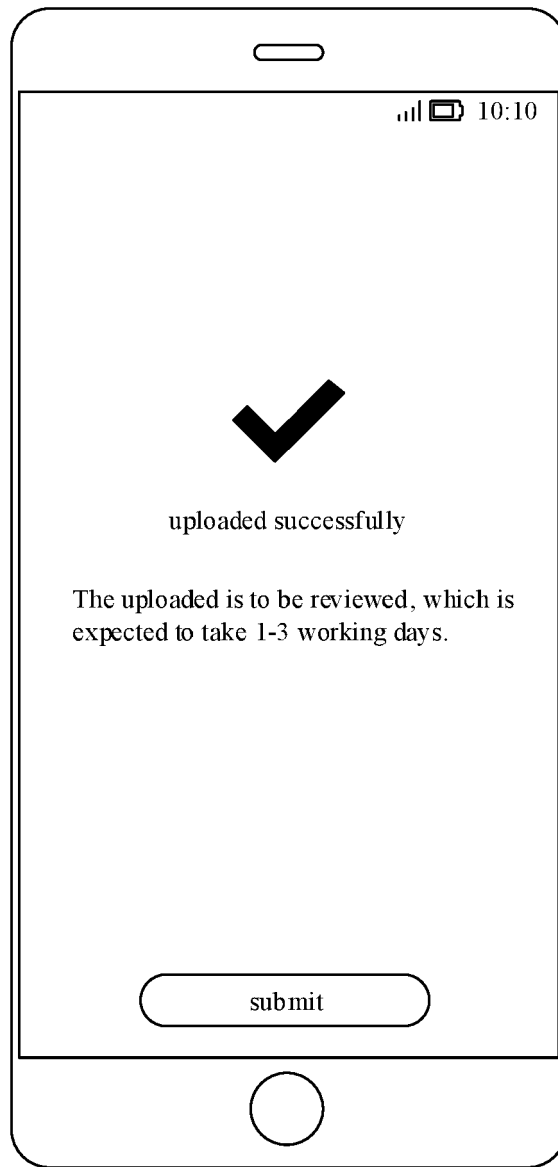 10:10
uploaded successfully
The uploaded is to be reviewed, which is
expected to take 1-3 working days.
submit